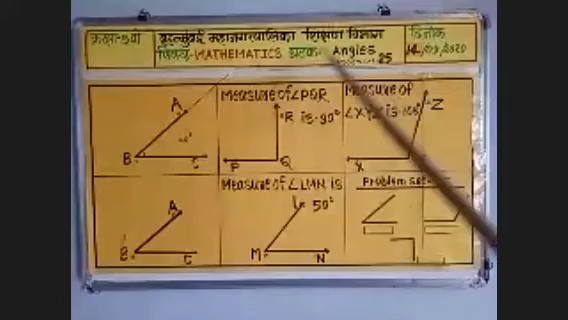 बृहन्मुंबई महानगरपालिका शिक्षण विभाग
विषय:-MATHEMATICS घटक: Angles
25
दिनांक
A
B
C
Measure of ∠PQR
R is 90°
P
Q
Measure of
∠XYZ is
Z
X
A
B
C
Measure of ∠LMN is
L 50°
M
N
Problem set